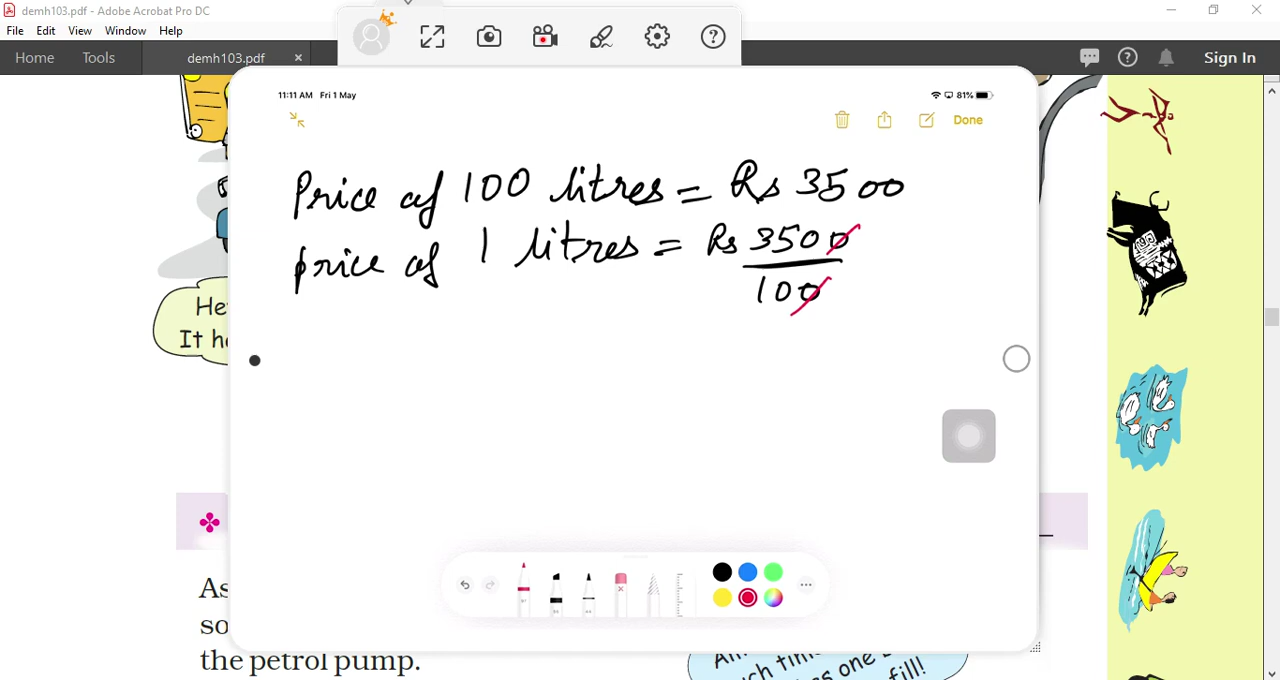 demh103.pdf - Adobe Acrobat Pro DC
File Edit View Window Help
Home Tools demh103.pdf × Sign In
11:11 AM Fri 1 May 81%
Done
Price of 100 litres = Rs 3500
price of 1 litres = Rs 3500
100
He
It h
As
so
the petrol pump.
fill!